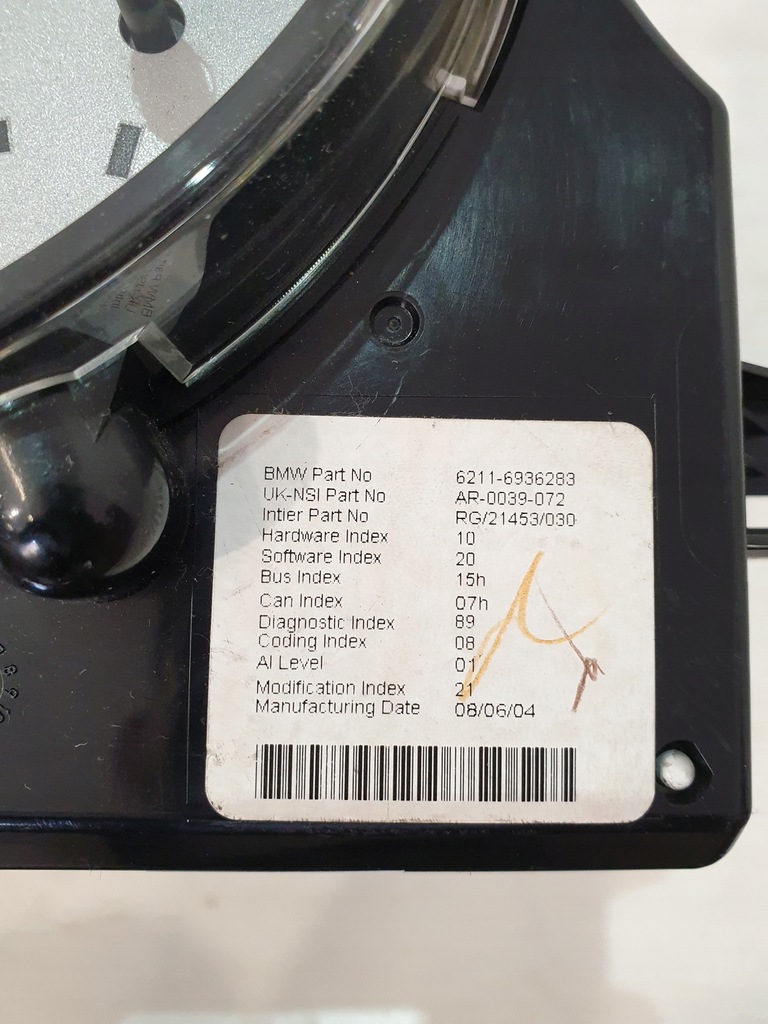 BMW Part No 6211-6936283
UK-NSI Part No AR-0039-072
Intier Part No RG/21453/030
Hardware Index 10
Software Index 20
Bus Index 15h
Can Index 07h
Diagnostic Index 89
Coding Index 08
AI Level 01
Modification Index 21
Manufacturing Date 08/06/04
BMW Part